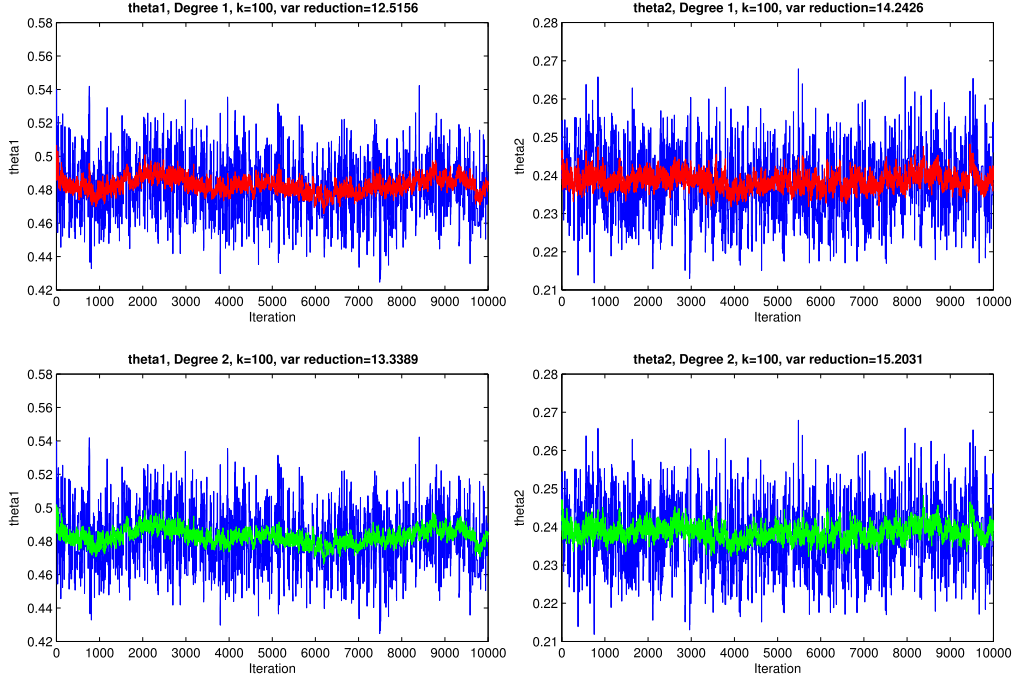 theta1, Degree 1, k=100, var reduction=12.5156
0.58
0.56
0.54
0.52
0.5
0.48
0.46
0.44
0.42
theta1
0 1000 2000 3000 4000 5000 6000 7000 8000 9000 10000
Iteration
theta2, Degree 1, k=100, var reduction=14.2426
0.28
0.27
0.26
0.25
0.24
0.23
0.22
0.21
theta2
0 1000 2000 3000 4000 5000 6000 7000 8000 9000 10000
Iteration
theta1, Degree 2, k=100, var reduction=13.3389
0.58
0.56
0.54
0.52
0.5
0.48
0.46
0.44
0.42
theta1
0 1000 2000 3000 4000 5000 6000 7000 8000 9000 10000
Iteration
theta2, Degree 2, k=100, var reduction=15.2031
0.28
0.27
0.26
0.25
0.24
0.23
0.22
0.21
theta2
0 1000 2000 3000 4000 5000 6000 7000 8000 9000 10000
Iteration